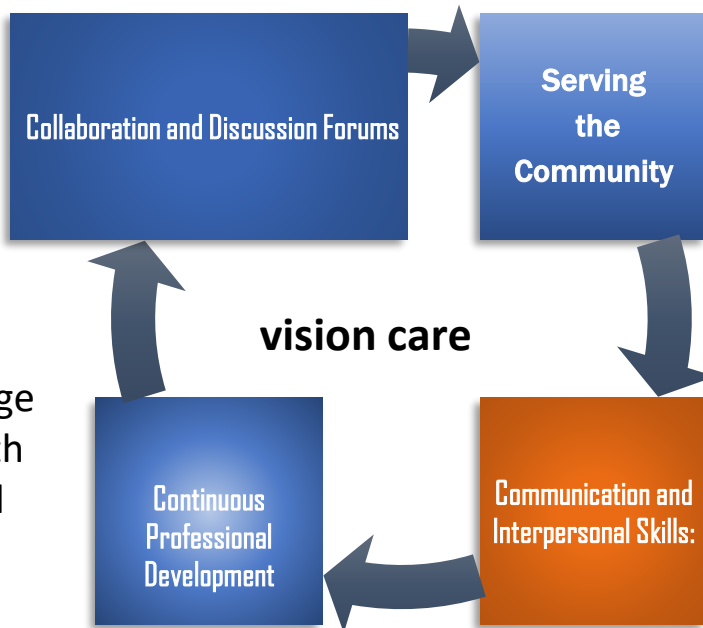 Collaboration and Discussion Forums
Serving
the
Community
vision care
Continuous
Professional
Development
Communication and
Interpersonal Skills: